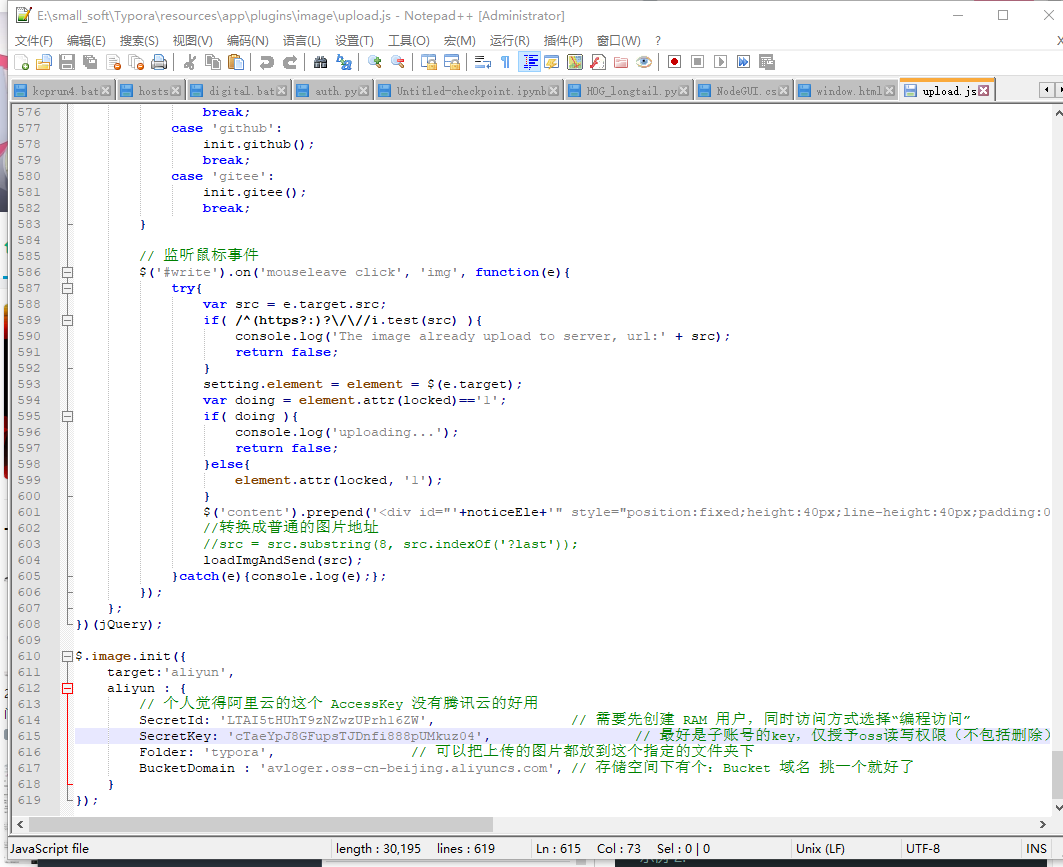 E:\small_soft\Typora\resources\app\plugins\image\upload.js - Notepad++ [Administrator]
文件(F) 编辑(E) 搜索(S) 视图(V) 编码(N) 语言(L) 设置(T) 工具(O) 宏(M) 运行(R) 插件(P) 窗口(W) ?
kcprun4.bat hosts digital.bat auth.py Untitled-checkpoint.ipynb HOG_longtail.py NodeGUI.cs window.html upload.js
576 break;
577 case 'github':
578 init.github();
579 break;
580 case 'gitee':
581 init.gitee();
582 break;
583 }
584
585 // 监听鼠标事件
586 $('#write').on('mouseleave click', 'img', function(e){
587 try{
588 var src = e.target.src;
589 if( /^(https?:)?\/\//i.test(src) ){
590 console.log('The image already upload to server, url:' + src);
591 return false;
592 }
593 setting.element = element = $(e.target);
594 var doing = element.attr(locked)=='1';
595 if( doing ){
596 console.log('uploading...');
597 return false;
598 }else{
599 element.attr(locked, '1');
600 }
601 $('content').prepend('<div id="'+noticeEle+'" style="position:fixed;height:40px;line-height:40px;padding:0
602 //转换成普通的图片地址
603 //src = src.substring(8, src.indexOf('?last'));
604 loadImgAndSend(src);
605 }catch(e){console.log(e);};
606 });
607 };
608 })(jQuery);
609
610 $.image.init({
611 target:'aliyun',
612 aliyun : {
613 // 个人觉得阿里云的这个 AccessKey 没有腾讯云的好用
614 SecretId: 'LTAI5tHUhT9zNZwzUPrh16ZW', // 需要先创建 RAM 用户，同时访问方式选择“编程访问”
615 SecretKey: 'cTaeYpJ8GFupsTJDnfi888pUMkuz04', // 最好是子账号的key，仅授予oss读写权限（不包括删除）
616 Folder: 'typora', // 可以把上传的图片都放到这个指定的文件夹下
617 BucketDomain : 'avloger.oss-cn-beijing.aliyuncs.com', // 存储空间下有个：Bucket 域名 挑一个就好了
618 }
619 });
JavaScript file length : 30,195 lines : 619 Ln : 615 Col : 73 Sel : 0 | 0 Unix (LF) UTF-8 INS